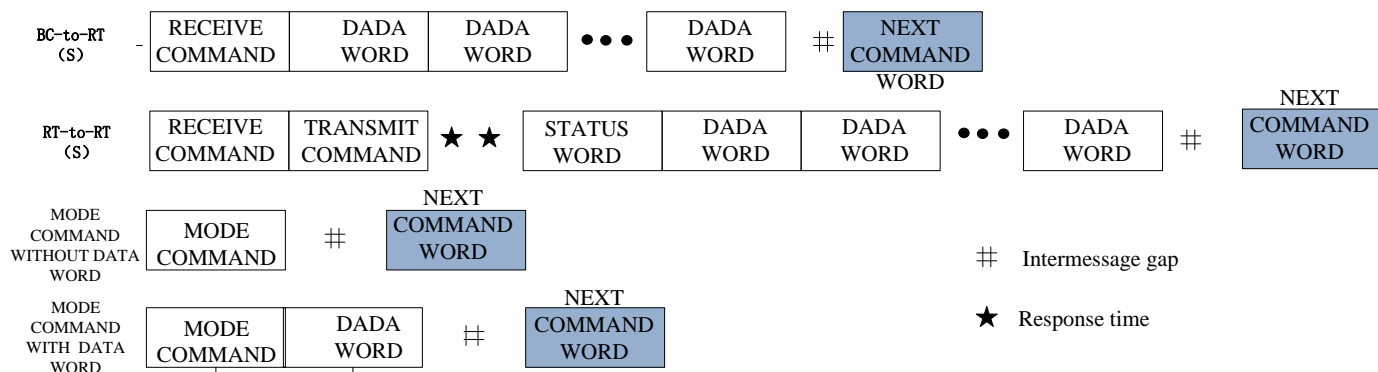 BC-to-RT
(S)
RECEIVE
COMMAND
DADA
WORD
DADA
WORD
DADA
WORD
#
NEXT
COMMAND
WORD
RT-to-RT
(S)
RECEIVE
COMMAND
TRANSMIT
COMMAND
★ ★
STATUS
WORD
DADA
WORD
DADA
WORD
DADA
WORD
#
NEXT
COMMAND
WORD
MODE
COMMAND
WITHOUT DATA
WORD
MODE
COMMAND
#
NEXT
COMMAND
WORD
# Intermessage gap
MODE
COMMAND
WITH DATA
WORD
MODE
COMMAND
DADA
WORD
#
NEXT
COMMAND
WORD
★ Response time